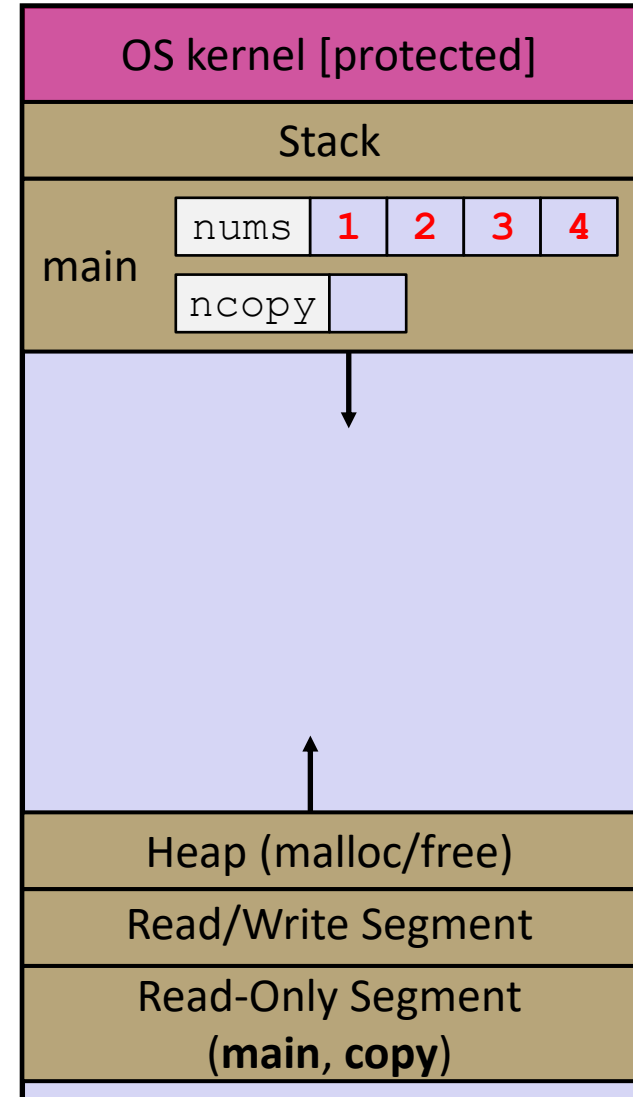 OS kernel [protected]
Stack
nums 1 2 3 4
main
ncopy
Heap (malloc/free)
Read/Write Segment
Read-Only Segment
(main, copy)